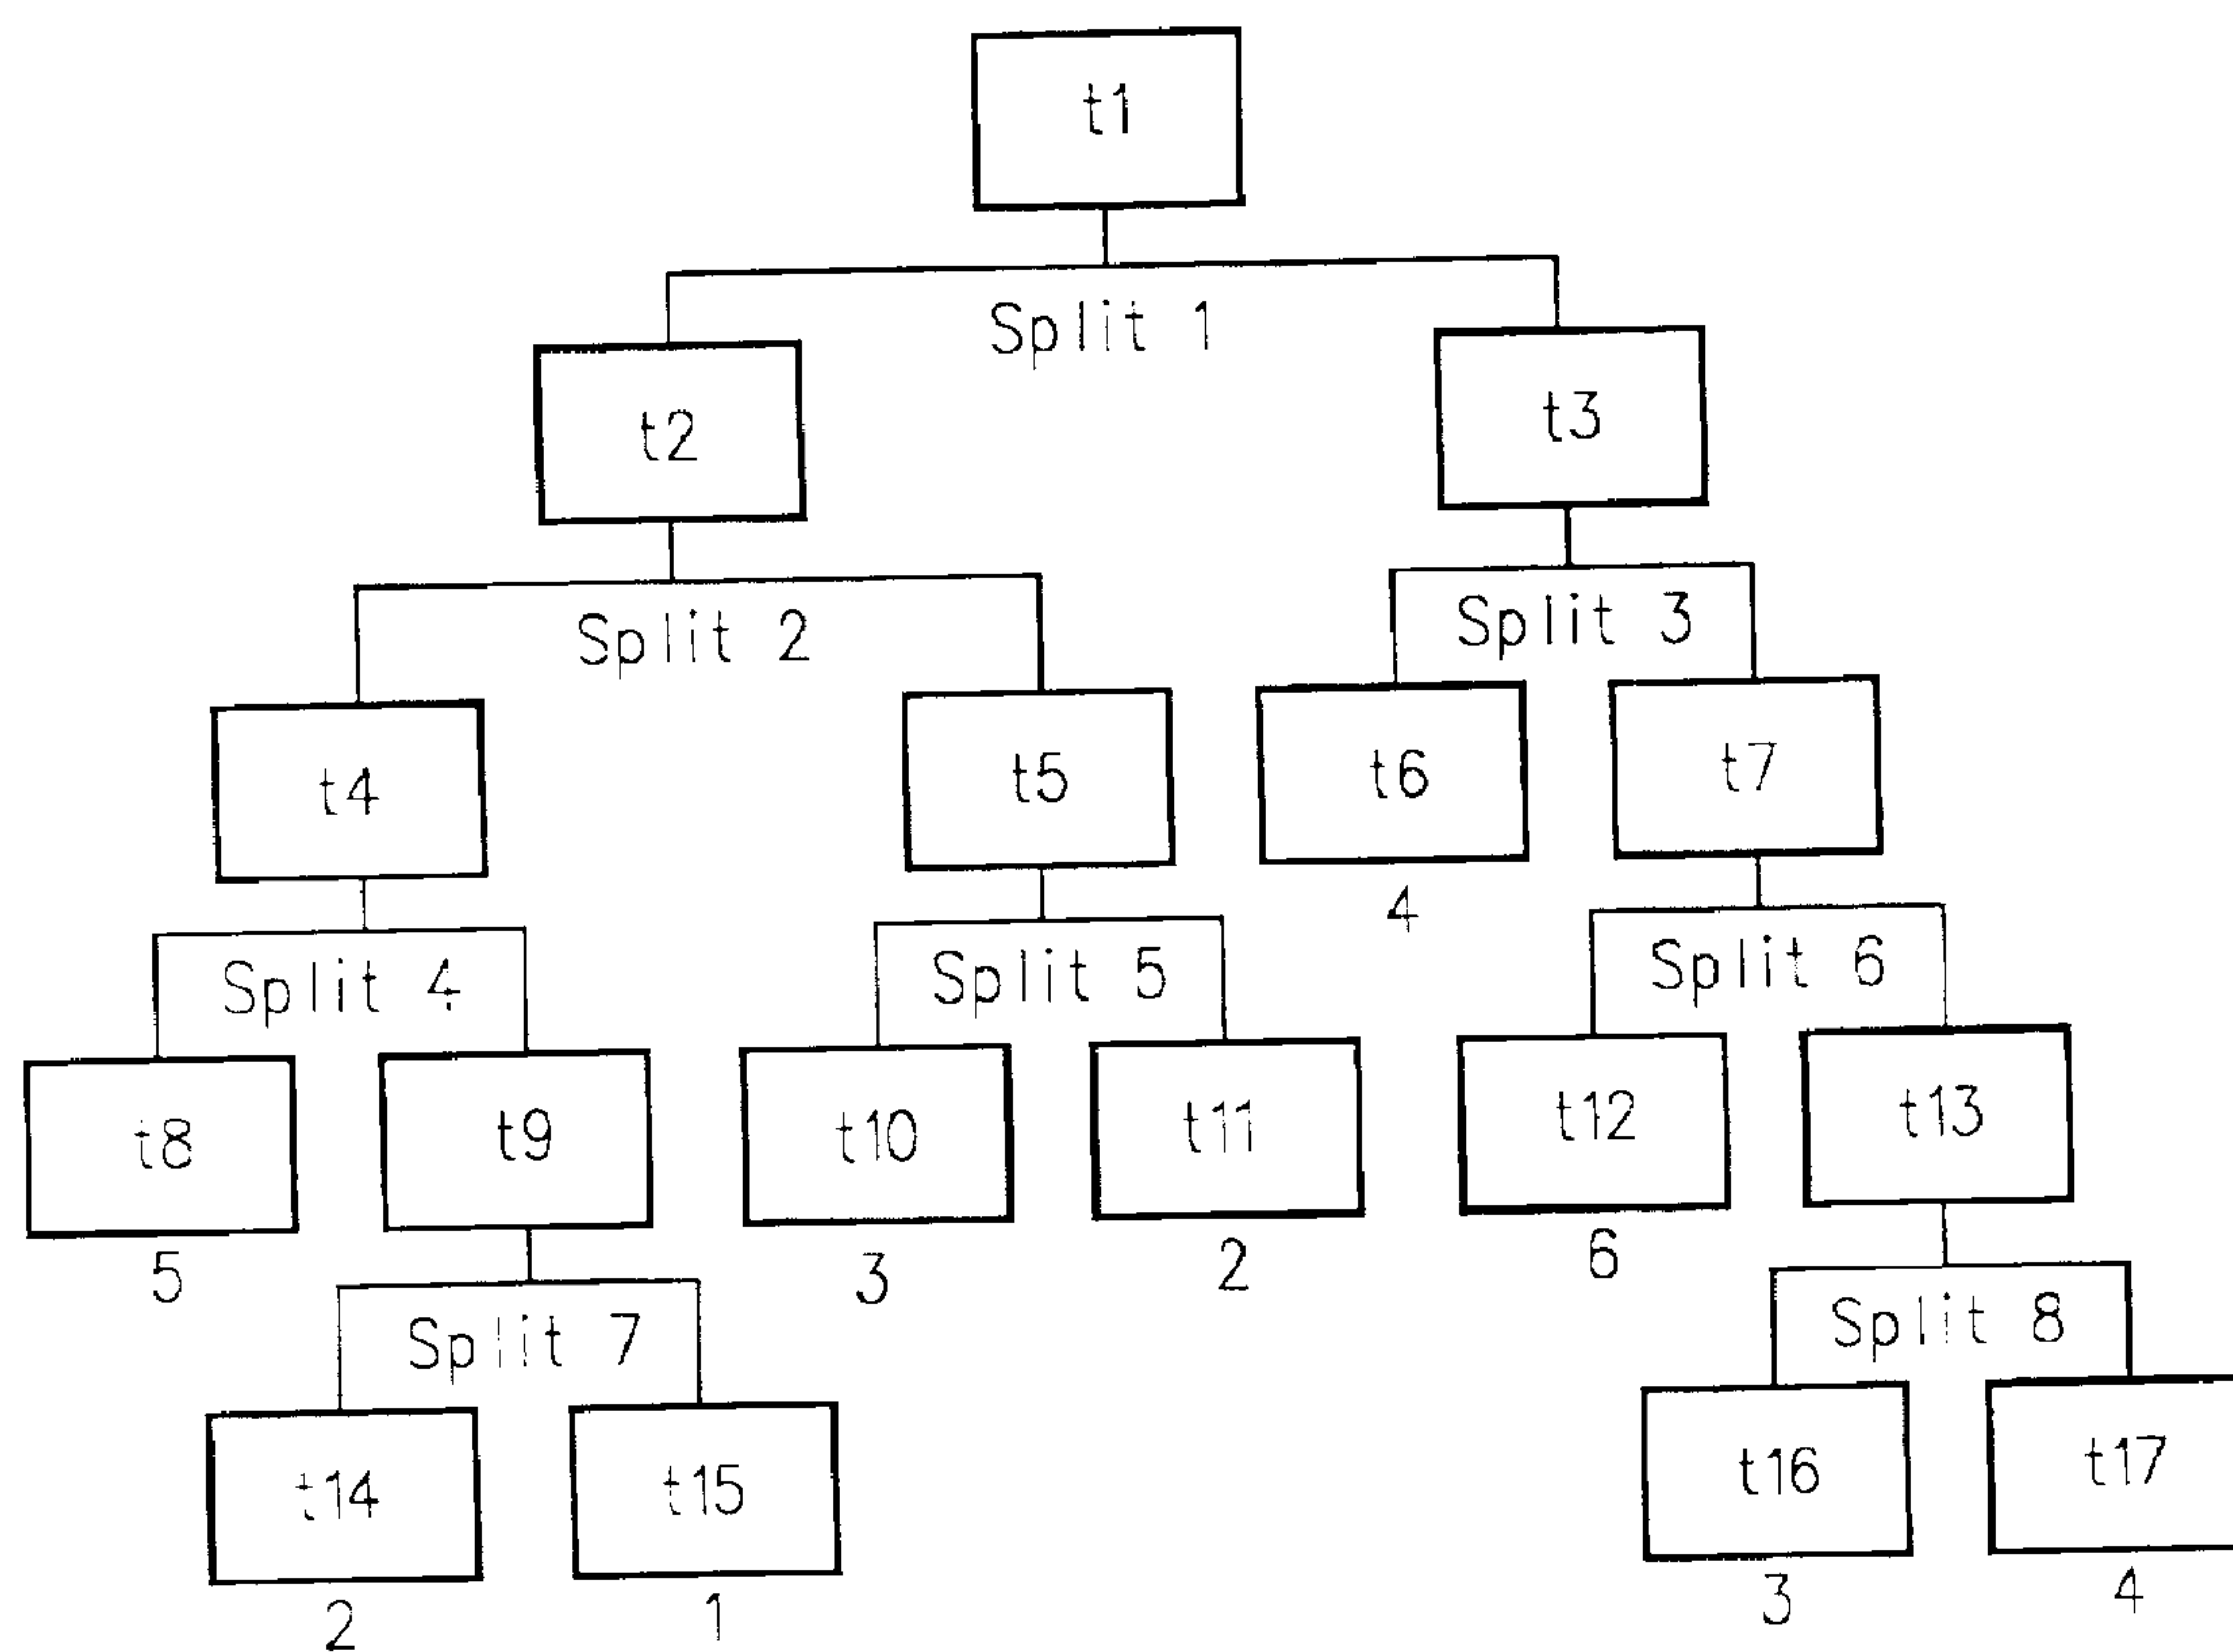 t1
Split 1
t2
t3
Split 2
Split 3
t4
t5
t6
t7
4
Split 4
Split 5
Split 6
t8
t9
t10
t11
t12
t13
5
3
2
6
Split 7
Split 8
t14
t15
t16
t17
2
1
3
4